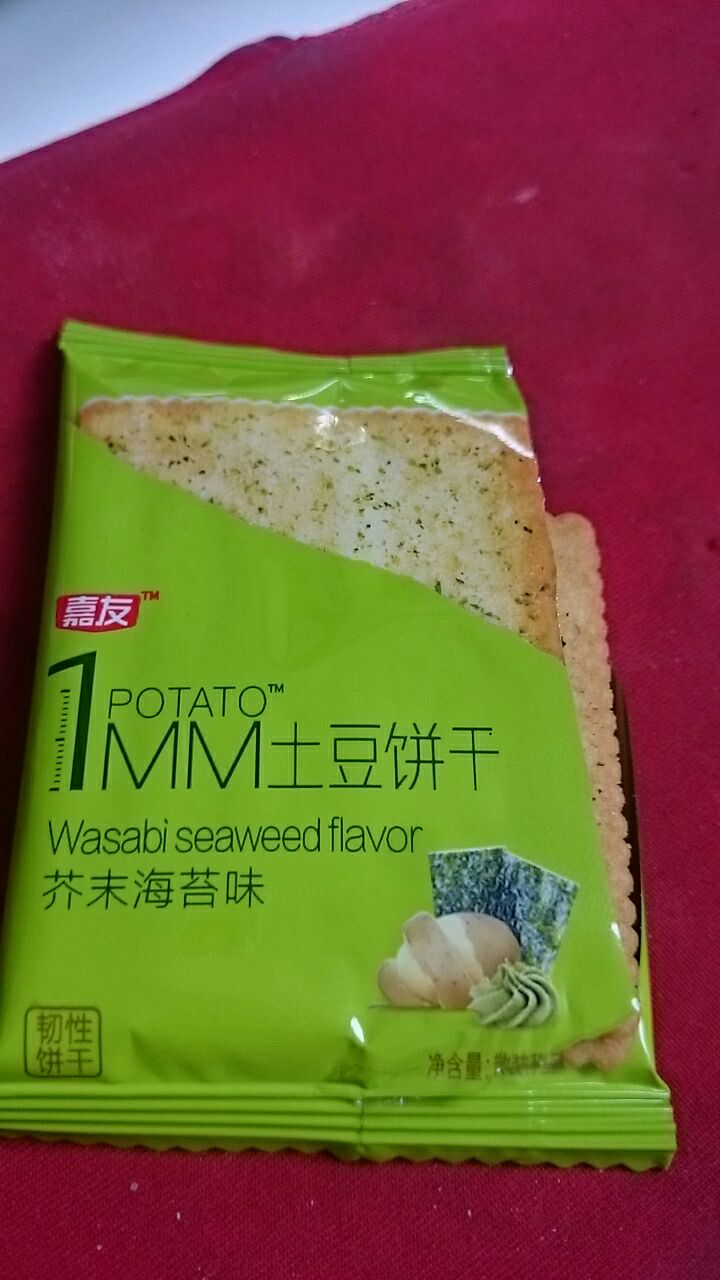 嘉友™
1
POTATO™
MM土豆饼干
Wasabi seaweed flavor
芥末海苔味
韧性
饼干
净含量: